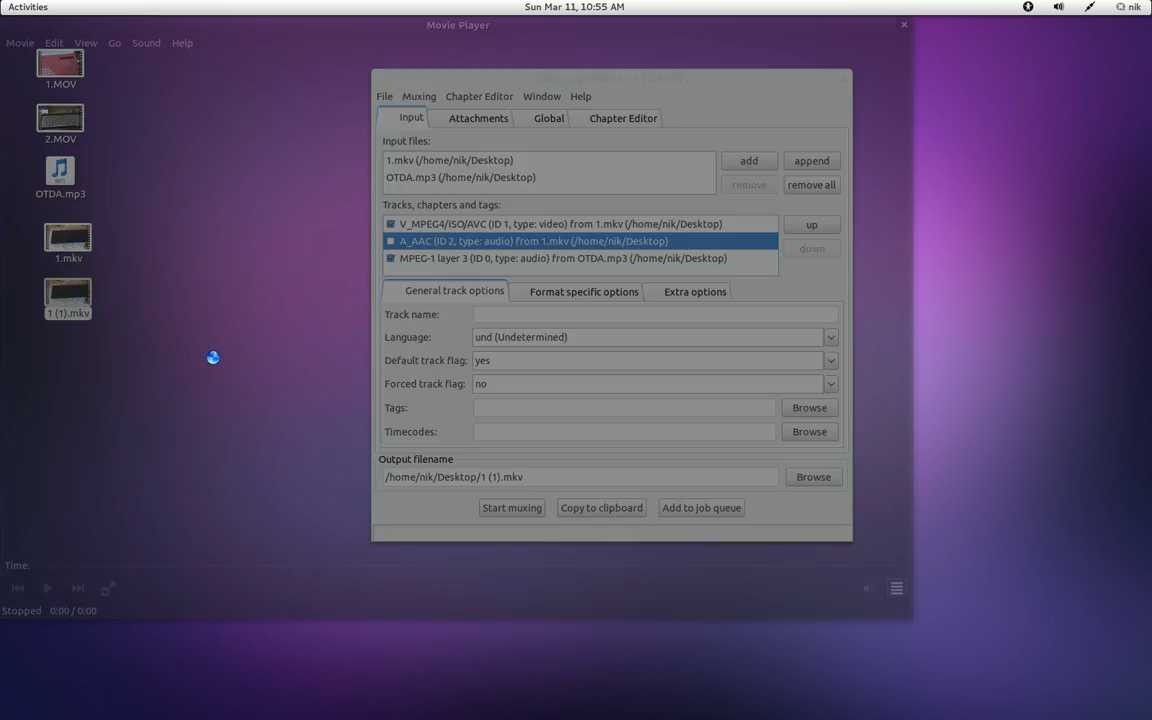 Activities
Sun Mar 11, 10:55 AM
nik
Movie Player
Movie Edit View Go Sound Help
1.MOV
2.MOV
OTDA.mp3
1.mkv
1 (1).mkv
File Muxing Chapter Editor Window Help
Input Attachments Global Chapter Editor
Input files:
1.mkv (/home/nik/Desktop)
OTDA.mp3 (/home/nik/Desktop)
add append
remove remove all
Tracks, chapters and tags:
V_MPEG4/ISO/AVC (ID 1, type: video) from 1.mkv (/home/nik/Desktop)
A_AAC (ID 2, type: audio) from 1.mkv (/home/nik/Desktop)
MPEG-1 layer 3 (ID 0, type: audio) from OTDA.mp3 (/home/nik/Desktop)
up
down
General track options Format specific options Extra options
Track name:
Language: und (Undetermined)
Default track flag: yes
Forced track flag: no
Tags: Browse
Timecodes: Browse
Output filename
/home/nik/Desktop/1 (1).mkv Browse
Start muxing Copy to clipboard Add to job queue
Time:
Stopped 0:00 / 0:00